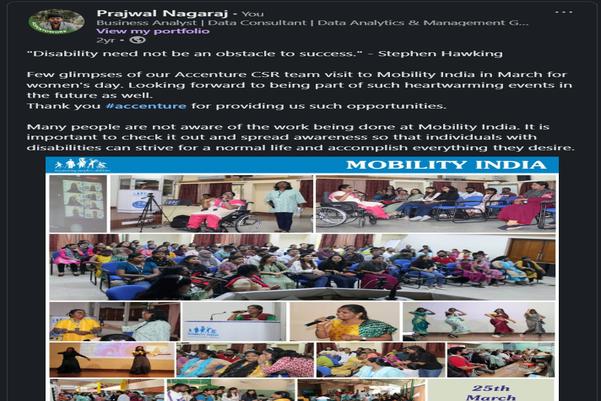 Prajwal Nagaraj • You
Business Analyst | Data Consultant | Data Analytics & Management G...
View my portfolio
2yr •
"Disability need not be an obstacle to success." – Stephen Hawking
Few glimpses of our Accenture CSR team visit to Mobility India in March for
women's day. Looking forward to being part of such heartwarming events in
the future as well.
Thank you #accenture for providing us such opportunities.
Many people are not aware of the work being done at Mobility India. It is
important to check it out and spread awareness so that individuals with
disabilities can strive for a normal life and accomplish everything they desire.
MOBILITY INDIA
25th
March